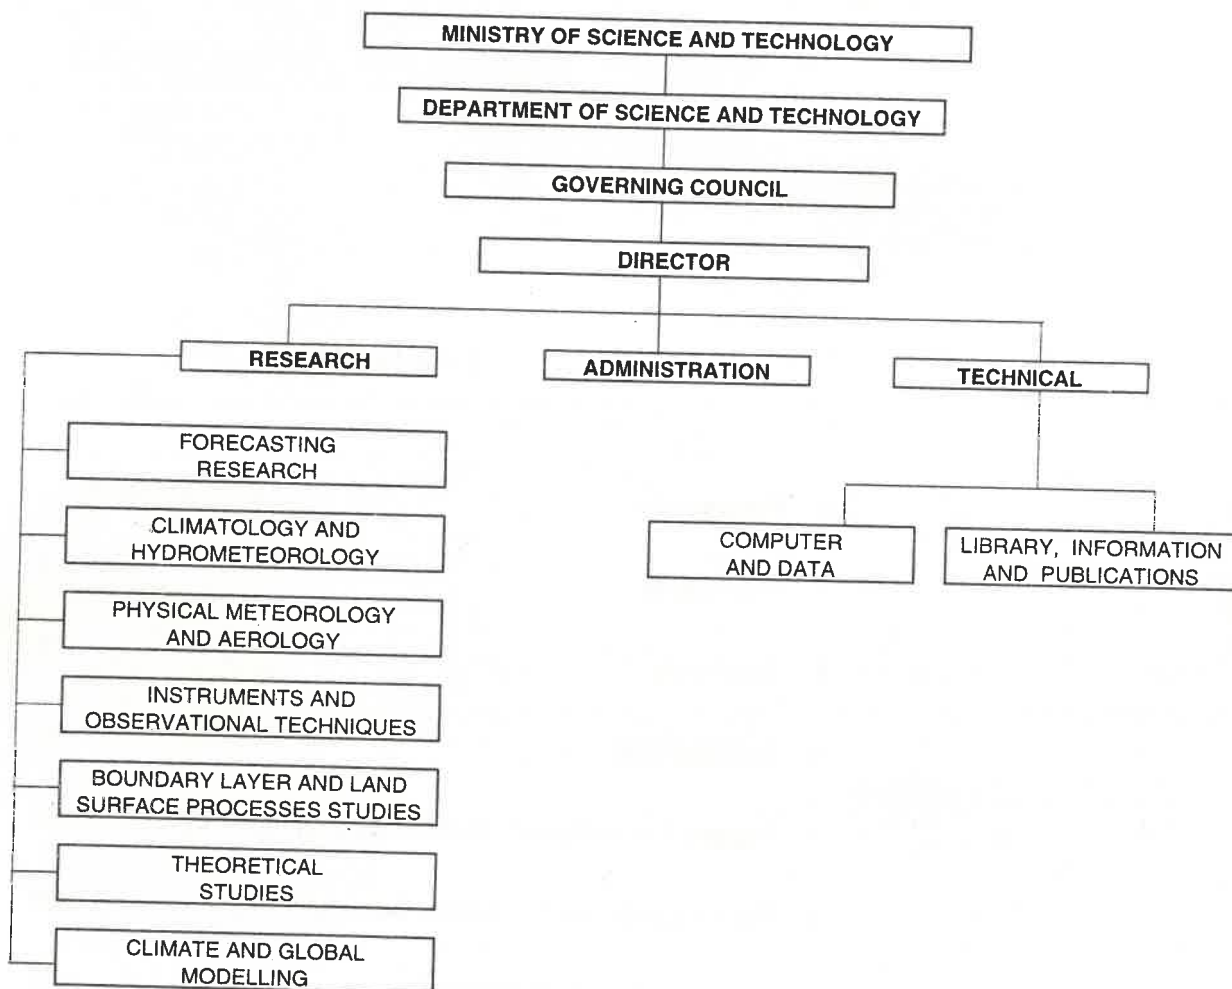 MINISTRY OF SCIENCE AND TECHNOLOGY
DEPARTMENT OF SCIENCE AND TECHNOLOGY
GOVERNING COUNCIL
DIRECTOR
RESEARCH
ADMINISTRATION
TECHNICAL
FORECASTING
RESEARCH
CLIMATOLOGY AND
HYDROMETEOROLOGY
PHYSICAL METEOROLOGY
AND AEROLOGY
INSTRUMENTS AND
OBSERVATIONAL TECHNIQUES
BOUNDARY LAYER AND LAND
SURFACE PROCESSES STUDIES
THEORETICAL
STUDIES
CLIMATE AND GLOBAL
MODELLING
COMPUTER
AND DATA
LIBRARY, INFORMATION
AND PUBLICATIONS